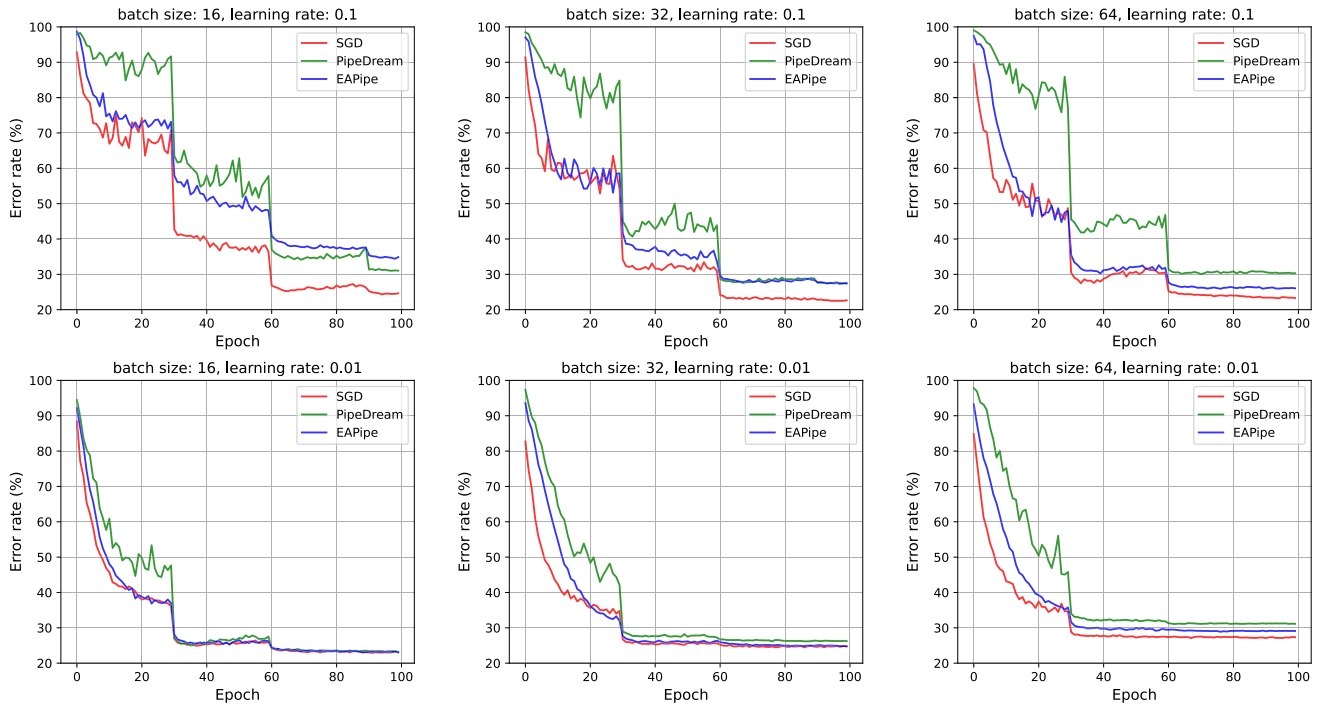 batch size: 16, learning rate: 0.1
100
90
80
70
60
50
40
30
20
Error rate (%)
SGD
PipeDream
EAPipe
0 20 40 60 80 100
Epoch
batch size: 32, learning rate: 0.1
100
90
80
70
60
50
40
30
20
Error rate (%)
SGD
PipeDream
EAPipe
0 20 40 60 80 100
Epoch
batch size: 64, learning rate: 0.1
100
90
80
70
60
50
40
30
20
Error rate (%)
SGD
PipeDream
EAPipe
0 20 40 60 80 100
Epoch
batch size: 16, learning rate: 0.01
100
90
80
70
60
50
40
30
20
Error rate (%)
SGD
PipeDream
EAPipe
0 20 40 60 80 100
Epoch
batch size: 32, learning rate: 0.01
100
90
80
70
60
50
40
30
20
Error rate (%)
SGD
PipeDream
EAPipe
0 20 40 60 80 100
Epoch
batch size: 64, learning rate: 0.01
100
90
80
70
60
50
40
30
20
Error rate (%)
SGD
PipeDream
EAPipe
0 20 40 60 80 100
Epoch